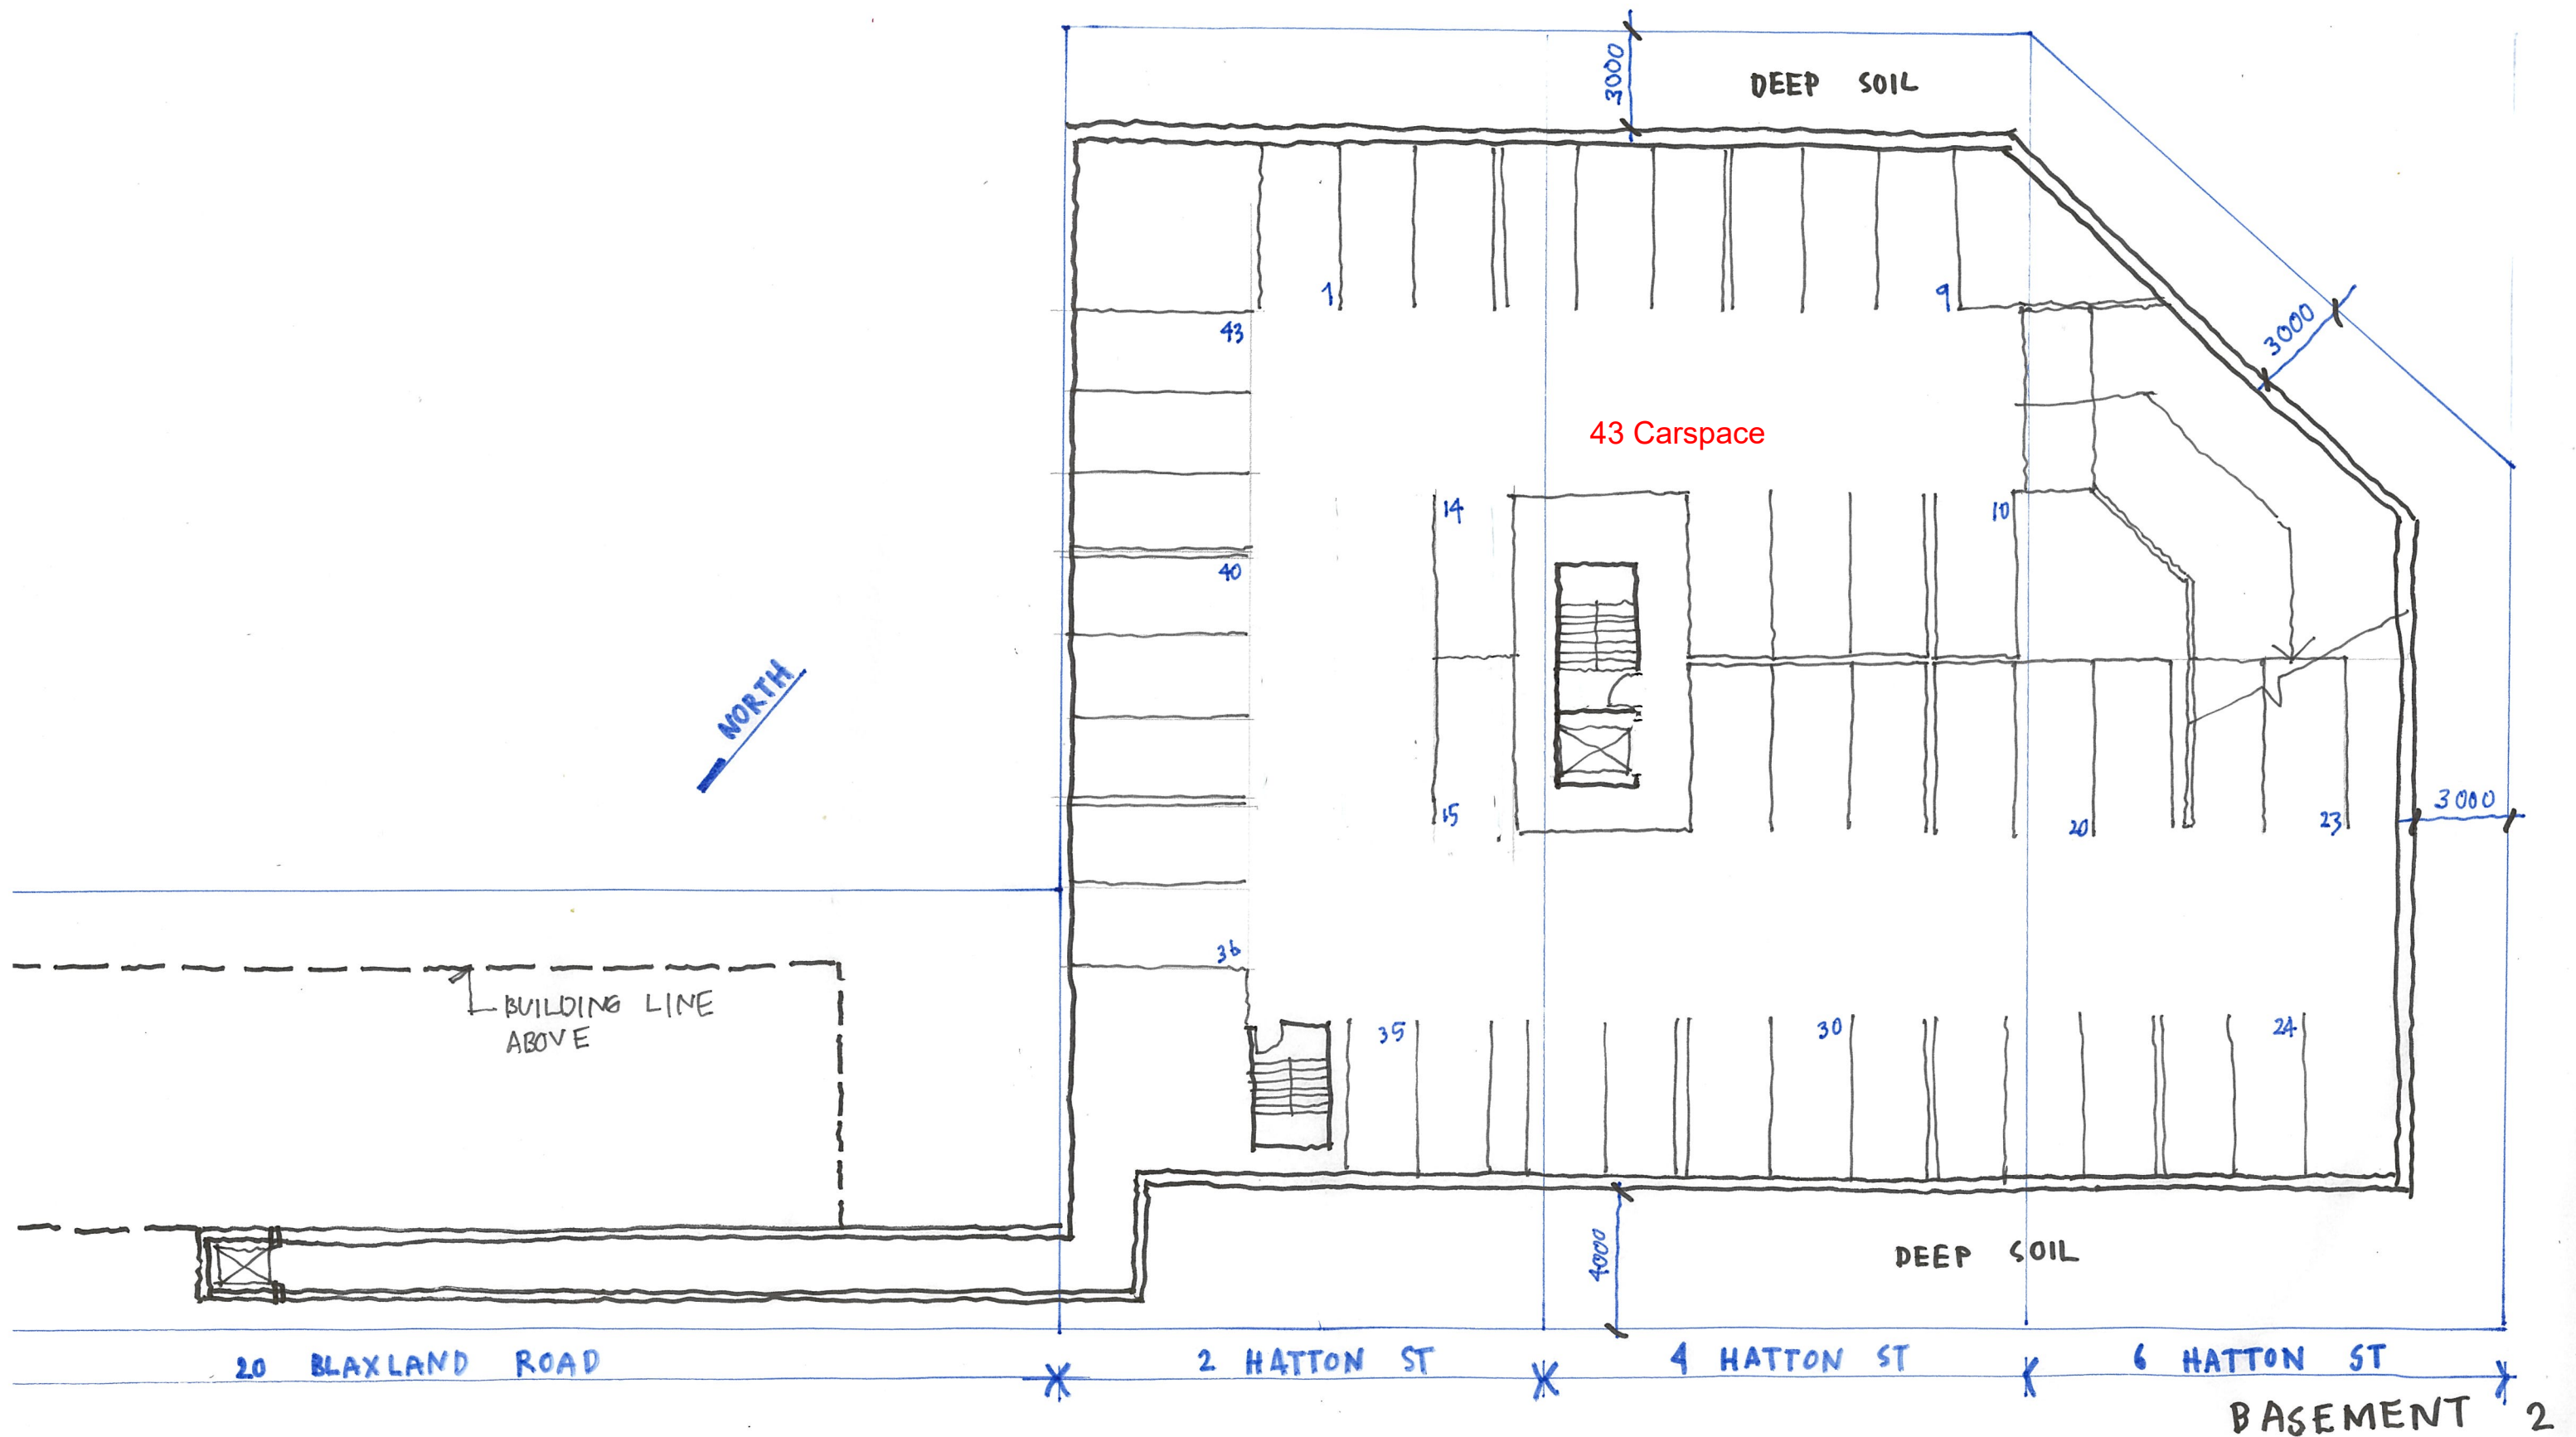 3000
DEEP SOIL
1
9
43
3000
43 Carspace
14
10
40
NORTH
15
20
23
3000
36
BUILDING LINE
ABOVE
35
30
24
4000
DEEP SOIL
20 BLAXLAND ROAD
2 HATTON ST
4 HATTON ST
6 HATTON ST
BASEMENT 2